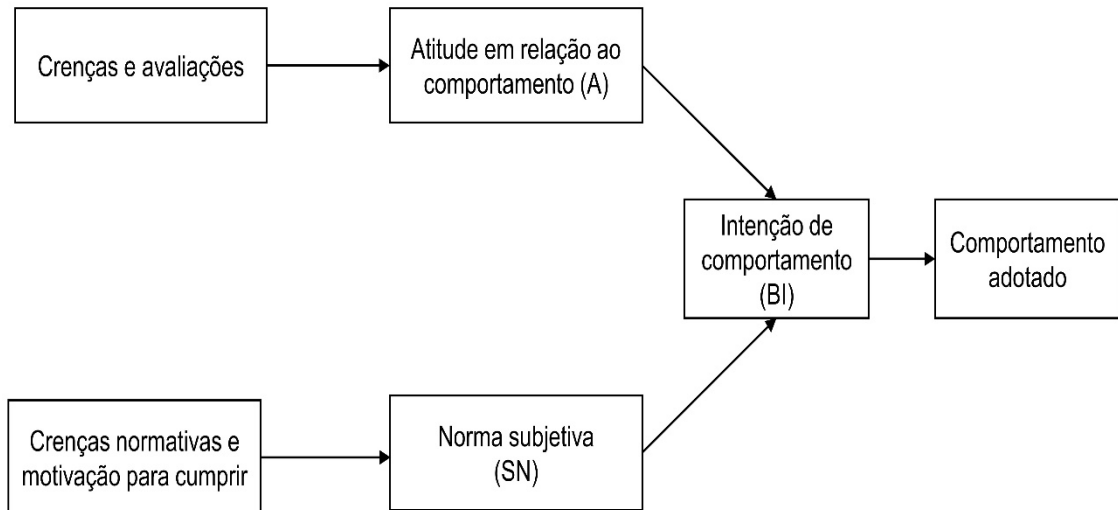 Crenças e avaliações
Atitude em relação ao
comportamento (A)
Intenção de
comportamento
(BI)
Comportamento
adotado
Crenças normativas e
motivação para cumprir
Norma subjetiva
(SN)